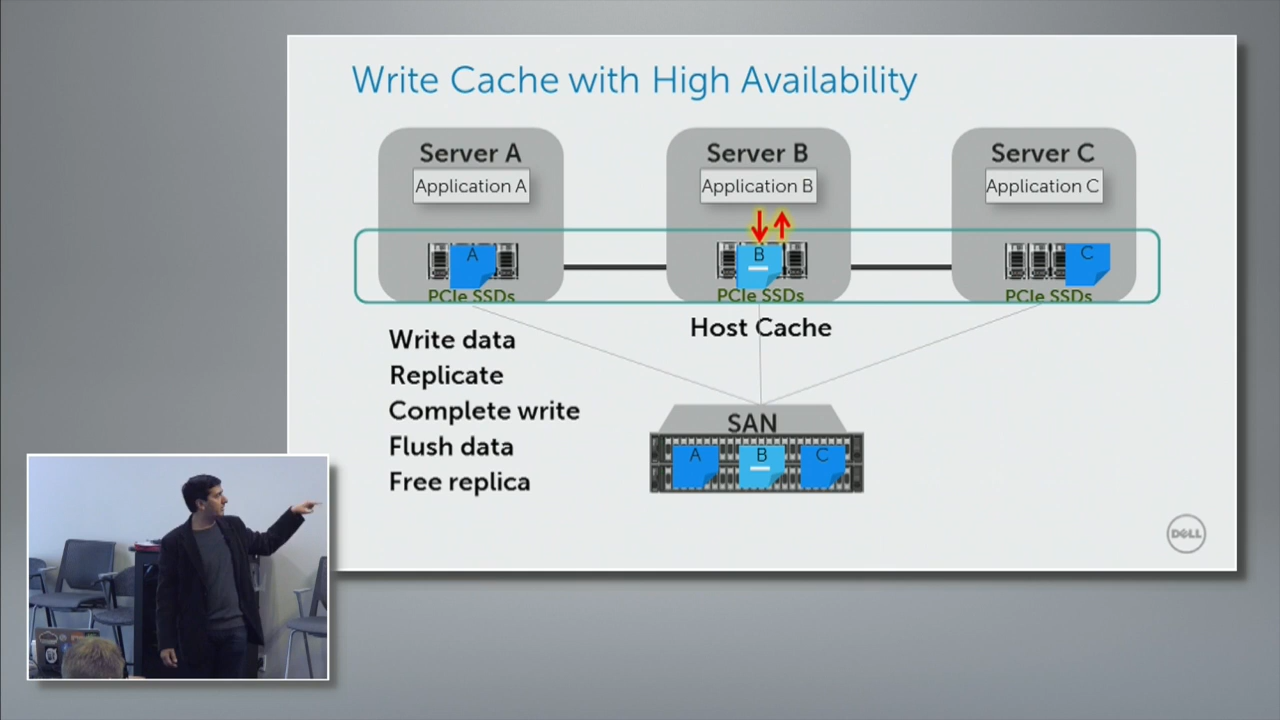 Write Cache with High Availability
Server A
Application A
A
PCIe SSDs
Server B
Application B
B
PCIe SSDs
Server C
Application C
C
PCIe SSDs
Host Cache
Write data
Replicate
Complete write
Flush data
Free replica
SAN
A
B
C
DELL